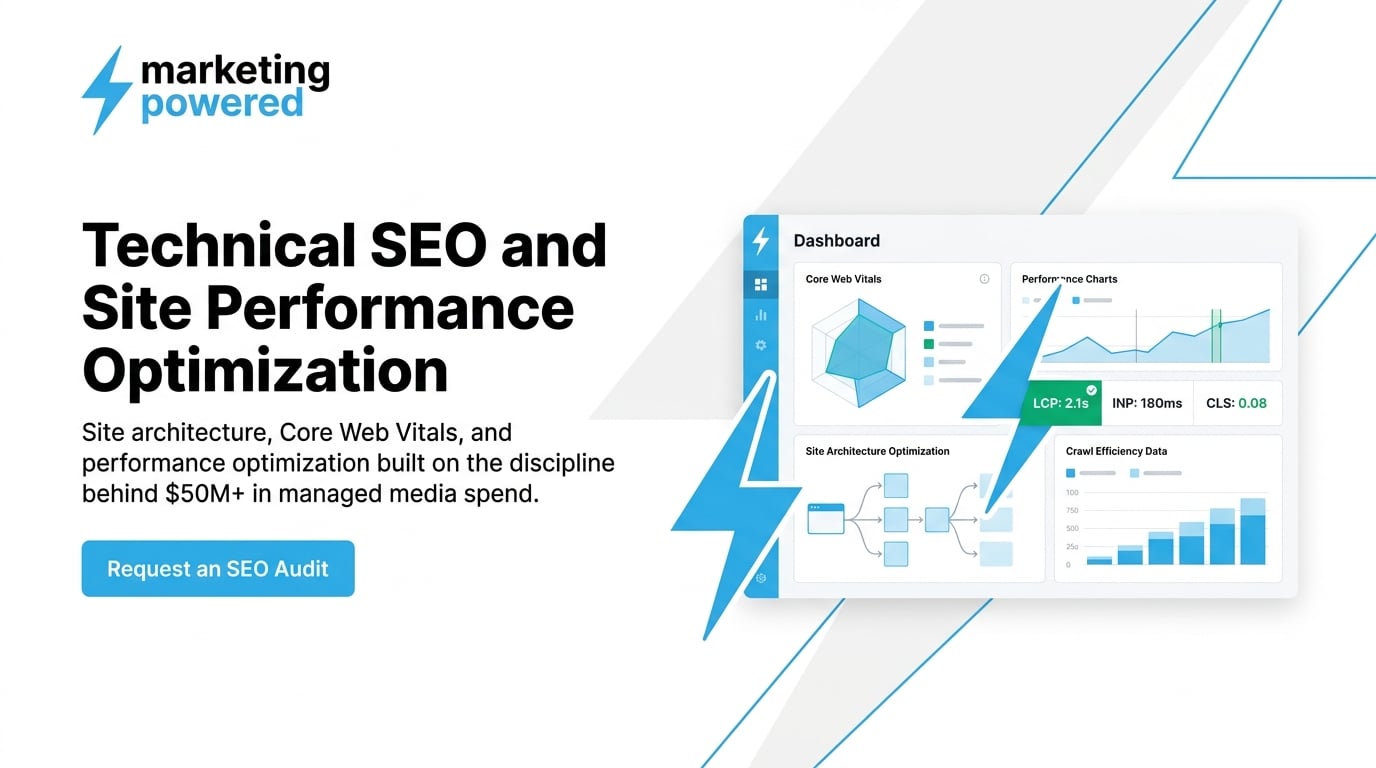 marketing
powered
Technical SEO and
Site Performance
Optimization
Site architecture, Core Web Vitals, and
performance optimization built on the discipline
behind $50M+ in managed media spend.
Request an SEO Audit
Dashboard
Core Web Vitals
Performance Charts
LCP: 2.1s
INP: 180ms
CLS: 0.08
Site Architecture Optimization
Crawl Efficiency Data
100
750
500
250
0